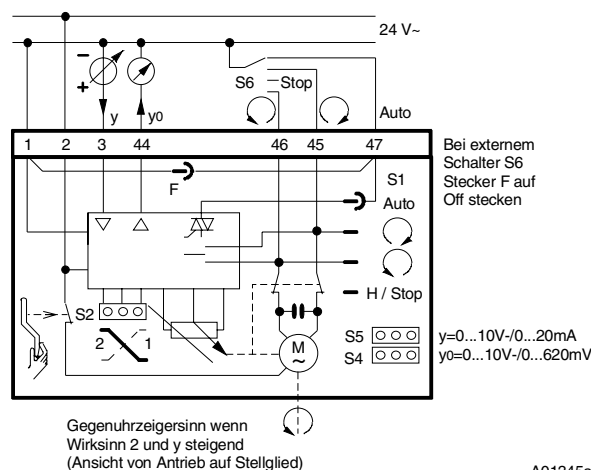 24 V~
–
+
y
y0
S6
Stop
Auto
1 2 3 44 46 45 47
F
Bei externem
Schalter S6
Stecker F auf
Off stecken
S1
Auto
H / Stop
S2
2 1
M
~
S5
y=0...10V-/0...20mA
S4
y0=0...10V-/0...620mV
Gegenuhrzeigersinn wenn
Wirksinn 2 und y steigend
(Ansicht von Antrieb auf Stellglied)